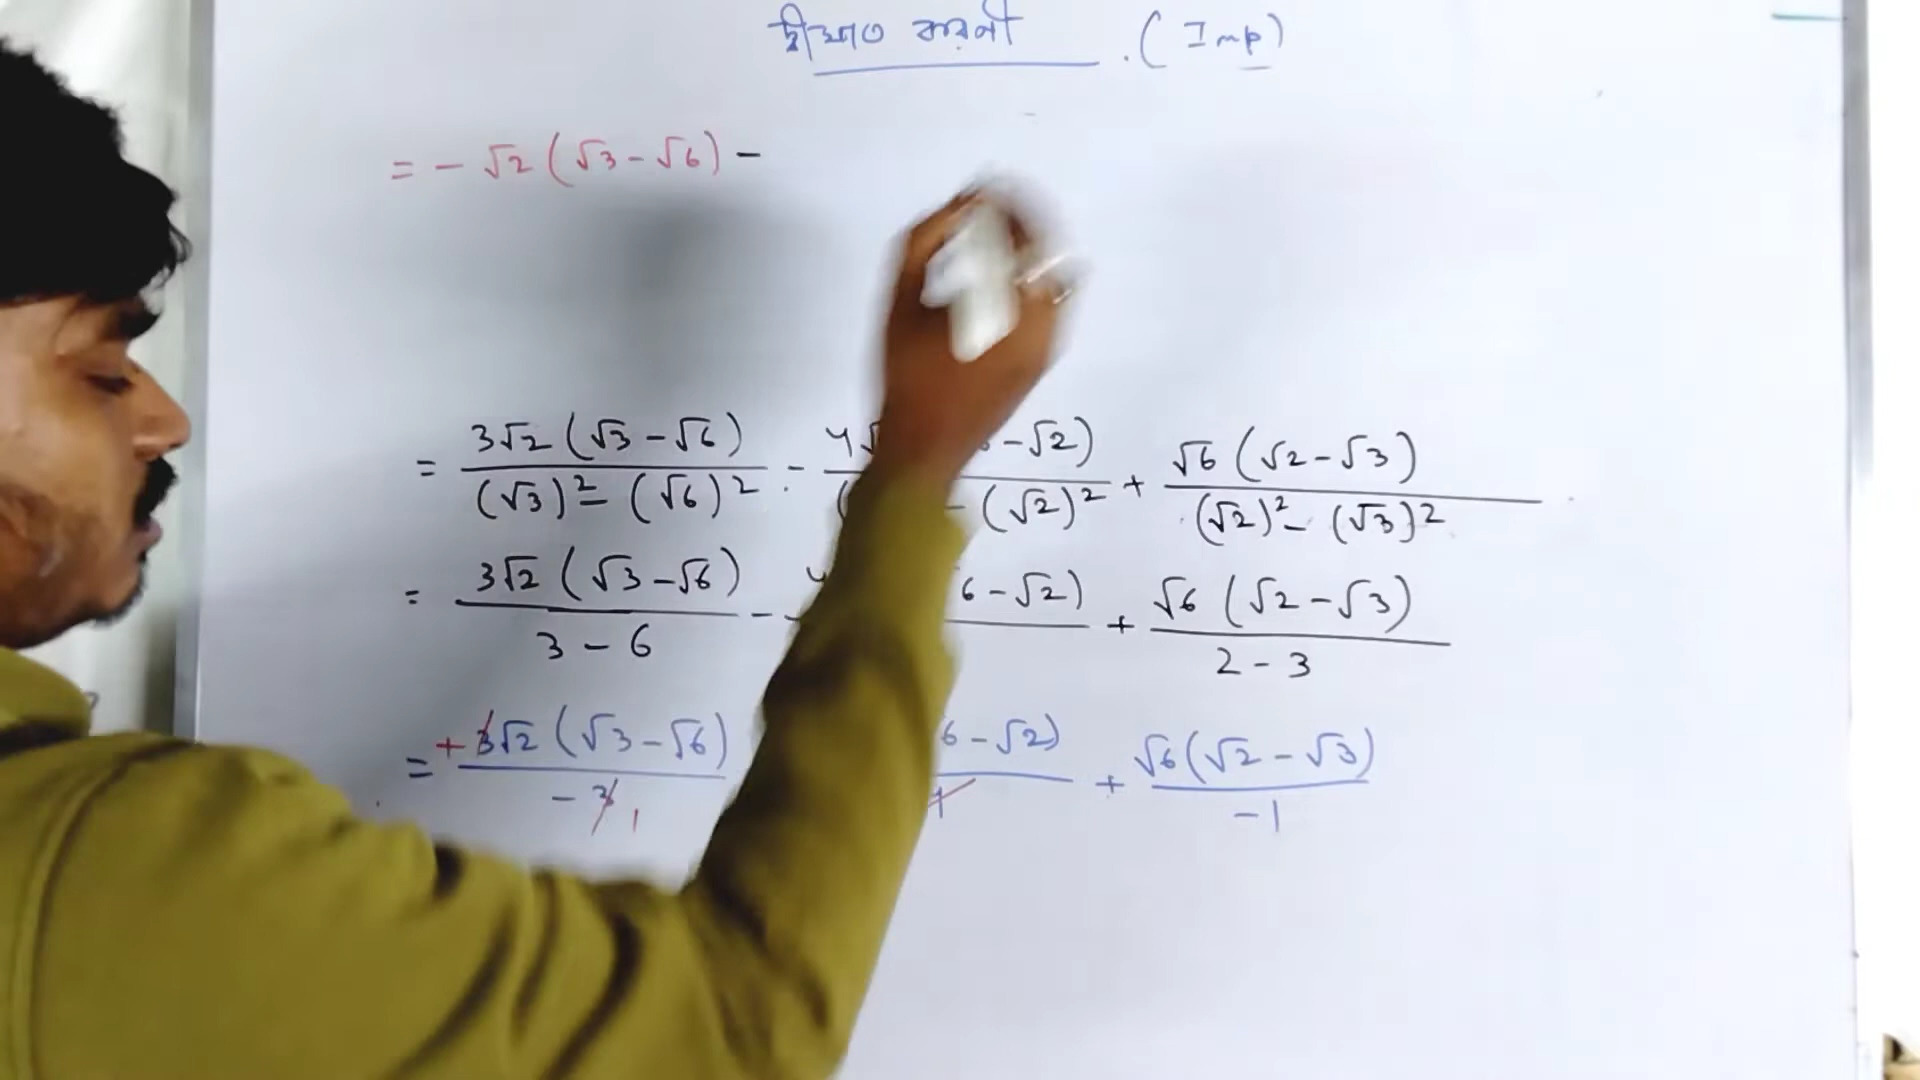 দ্বীঘাত করণী . (Imp)
= - √2 (√3 - √6) -
= 3√2 (√3 - √6) / (√3)² - (√6)² - 4√ - √2) / ( - (√2)² + √6 (√2 - √3) / (√2)² - (√3)²
= 3√2 (√3 - √6) / 3 - 6 - 4 6 - √2) + √6 (√2 - √3) / 2 - 3
= + 3√2 (√3 - √6) / - 3 1 6 - √2) + √6 (√2 - √3) / - 1